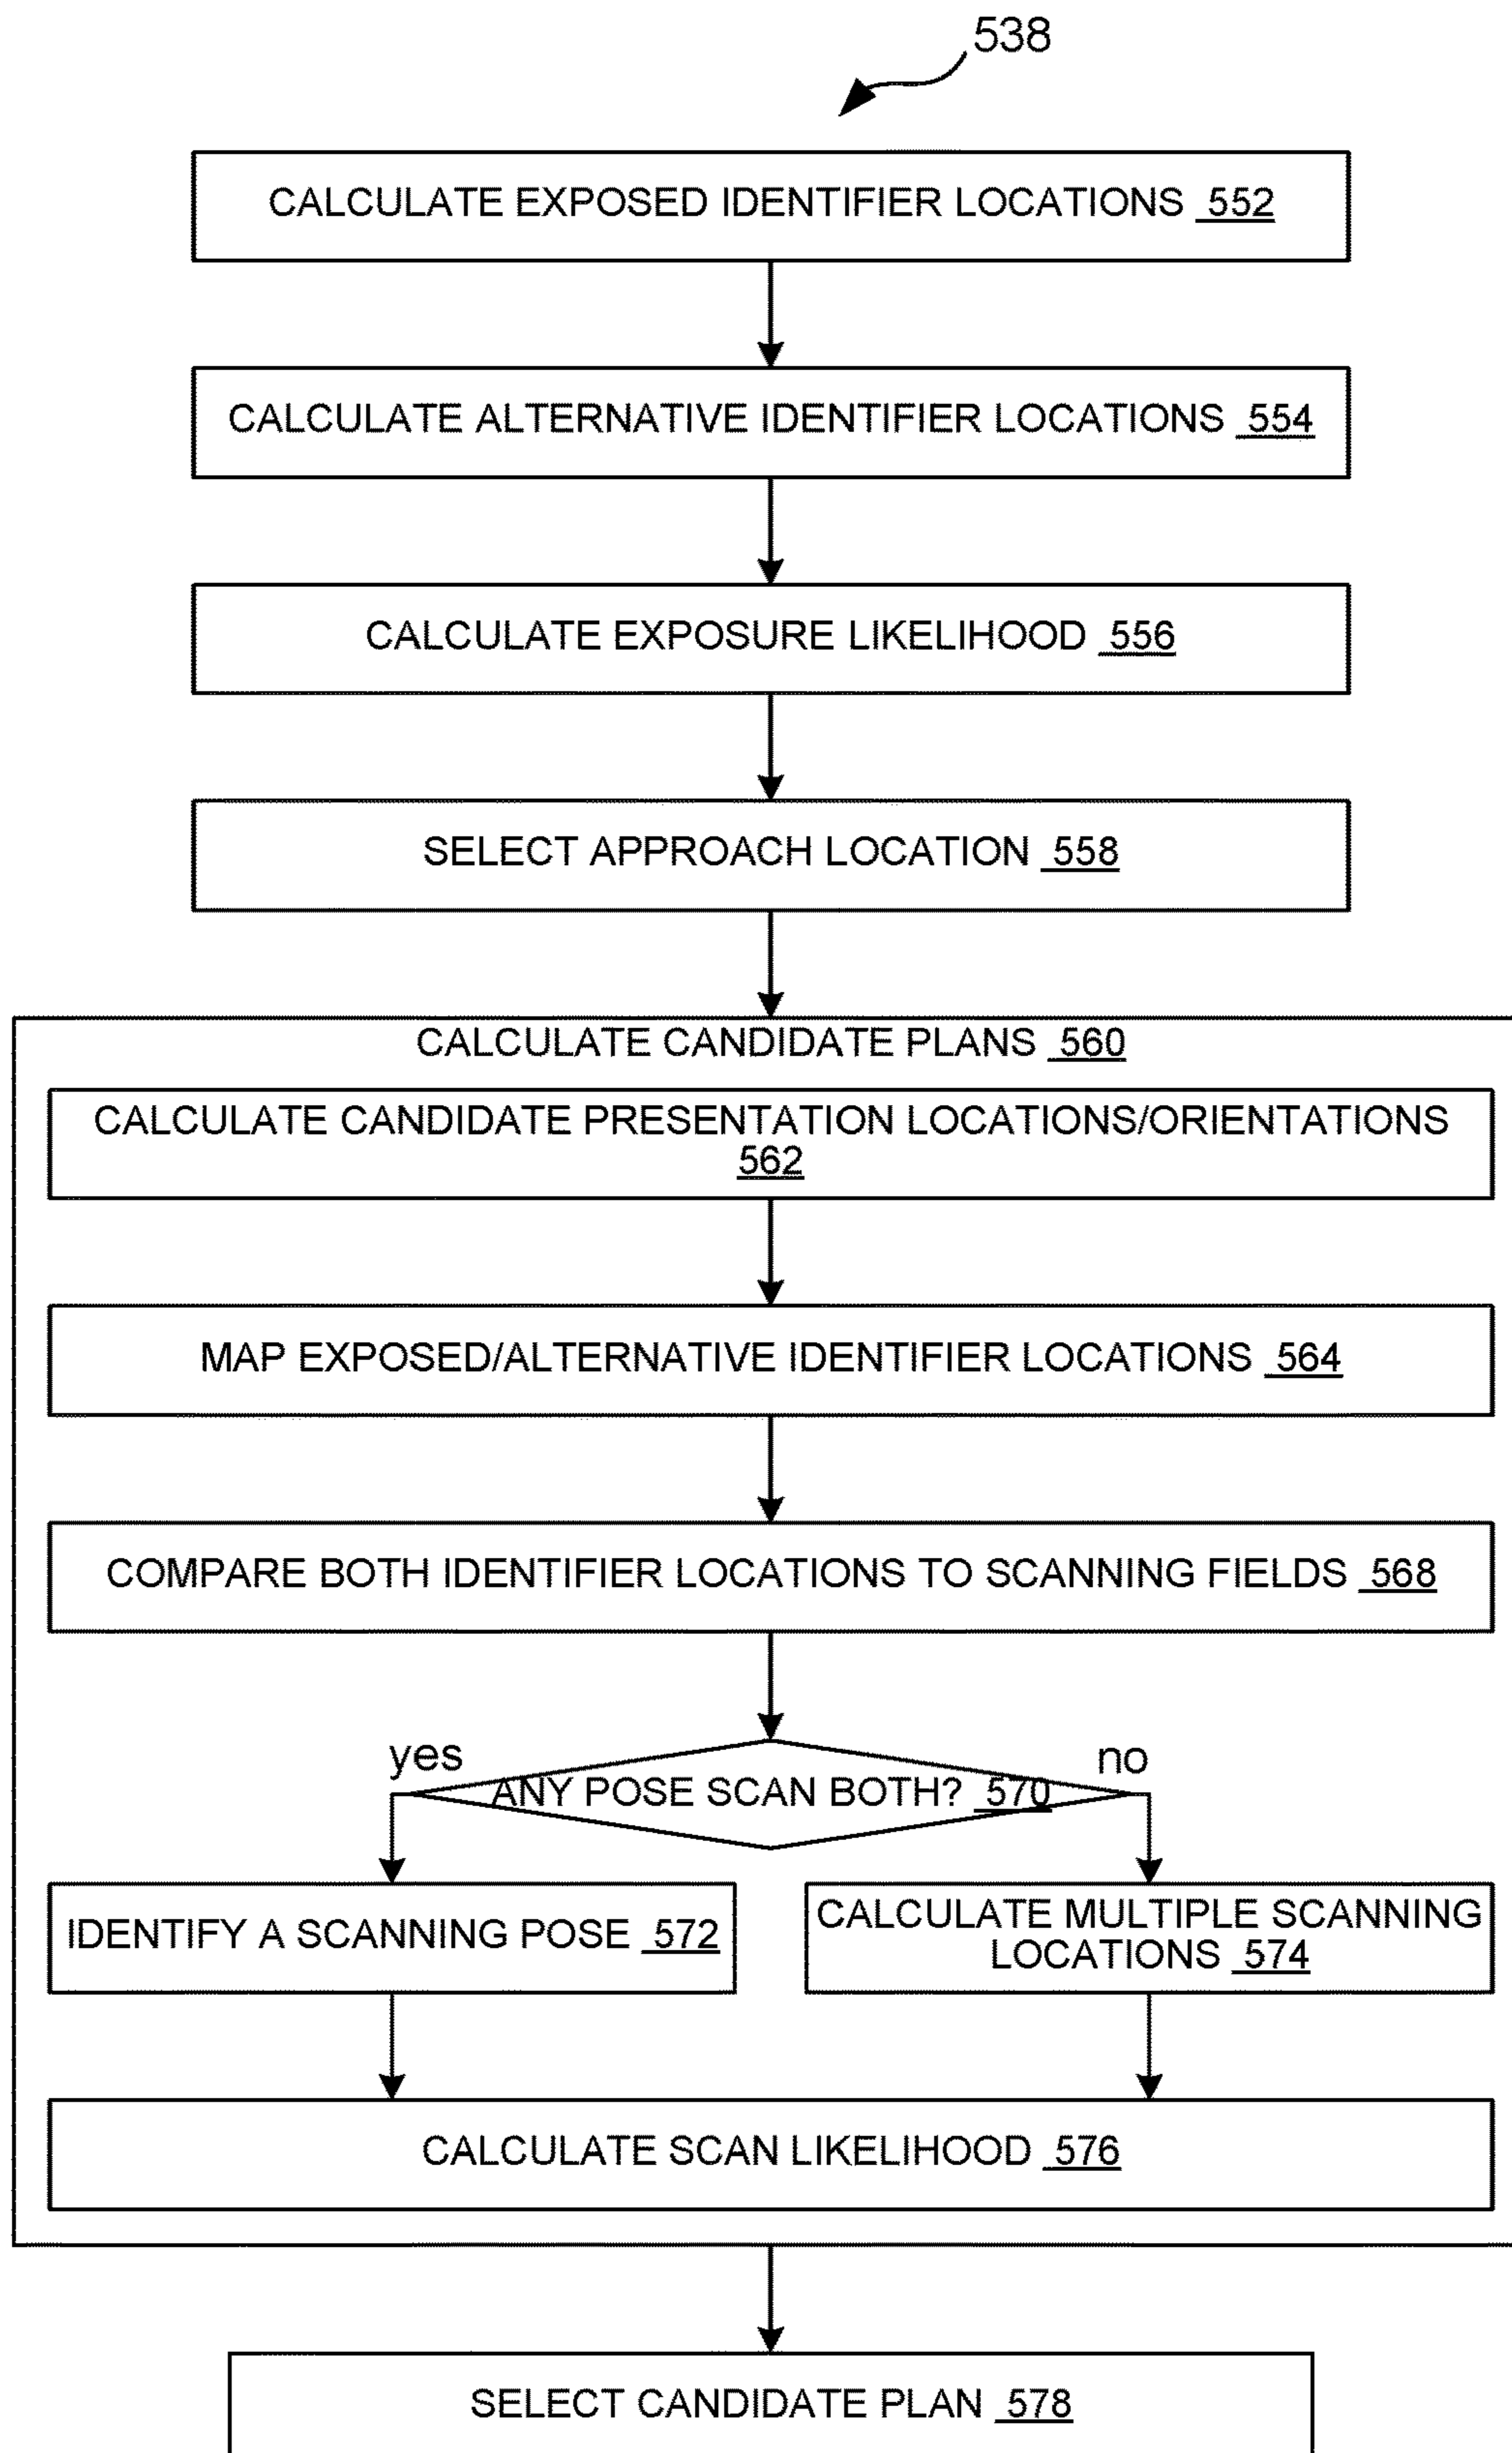 538
CALCULATE EXPOSED IDENTIFIER LOCATIONS 552
CALCULATE ALTERNATIVE IDENTIFIER LOCATIONS 554
CALCULATE EXPOSURE LIKELIHOOD 556
SELECT APPROACH LOCATION 558
CALCULATE CANDIDATE PLANS 560
CALCULATE CANDIDATE PRESENTATION LOCATIONS/ORIENTATIONS
562
MAP EXPOSED/ALTERNATIVE IDENTIFIER LOCATIONS 564
COMPARE BOTH IDENTIFIER LOCATIONS TO SCANNING FIELDS 568
yes
no
ANY POSE SCAN BOTH? 570
IDENTIFY A SCANNING POSE 572
CALCULATE MULTIPLE SCANNING
LOCATIONS 574
CALCULATE SCAN LIKELIHOOD 576
SELECT CANDIDATE PLAN 578